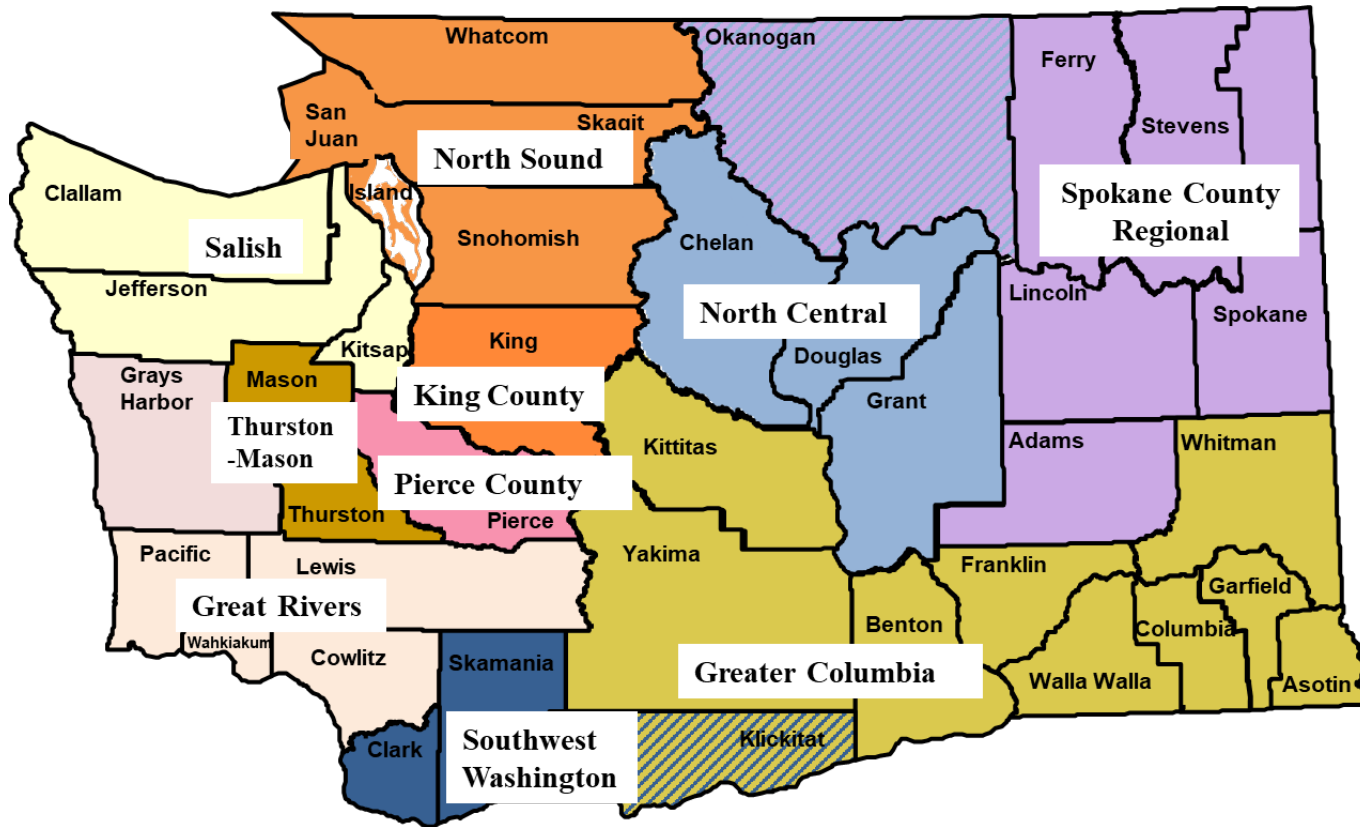 Whatcom
Okanogan
Ferry
San
Juan
Skagit
Stevens
North Sound
Clallam
Island
Spokane County
Regional
Salish
Snohomish
Chelan
Jefferson
Lincoln
North Central
Spokane
King
Kitsap
Douglas
Grays
Harbor
Mason
King County
Grant
Thurston
-Mason
Kittitas
Adams
Whitman
Pierce County
Thurston
Pierce
Pacific
Lewis
Yakima
Franklin
Garfield
Great Rivers
Benton
Columbia
Wahkiakum
Cowlitz
Skamania
Greater Columbia
Walla Walla
Asotin
Clark
Southwest
Washington
Klickitat